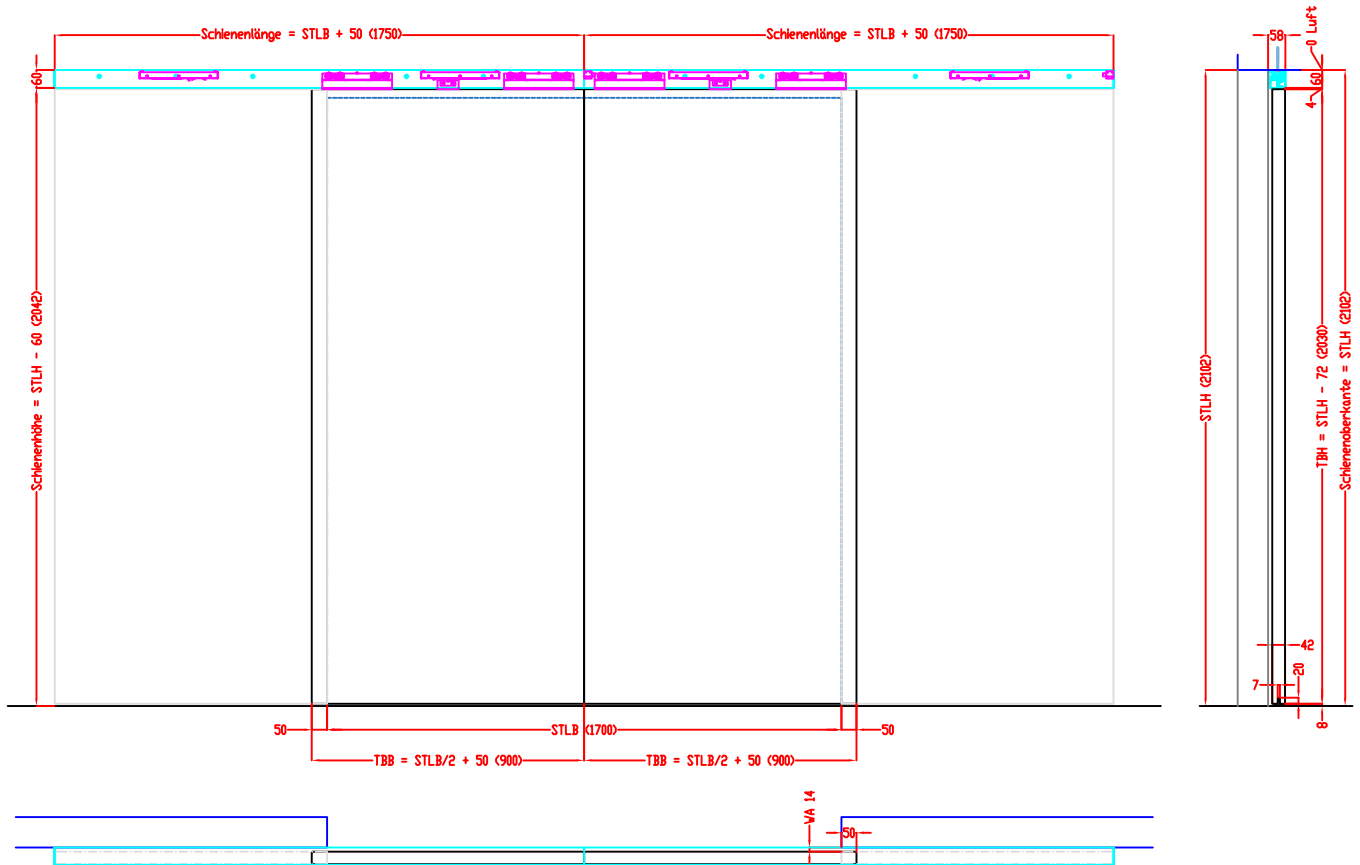 Schienenlänge = STLB + 50 (1750)
Schienenlänge = STLB + 50 (1750)
0 Luft
58
60
60
4
Schienenhöhe = STLH - 60 (2042)
STLH (2102)
TBH = STLH - 72 (2030)
Schienenoberkante = STLH (2102)
42
20
7
8
50
STLB (1700)
50
TBB = STLB/2 + 50 (900)
TBB = STLB/2 + 50 (900)
WA 14
50